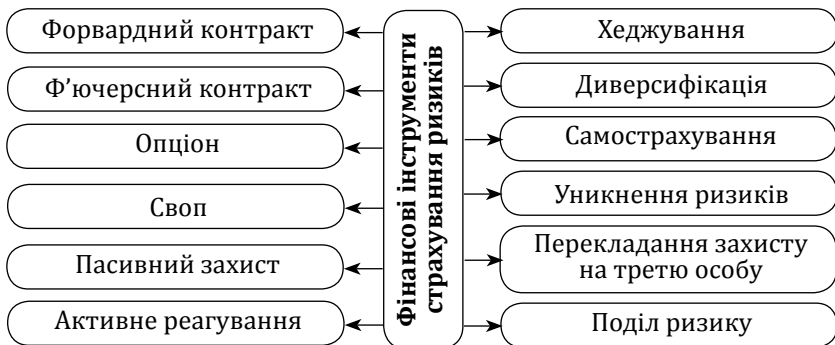 Форвардний контракт
Ф’ючерсний контракт
Опціон
Своп
Пасивний захист
Активне реагування
Фінансові інструменти
страхування ризиків
Хеджування
Диверсифікація
Самострахування
Уникнення ризиків
Перекладання захисту
на третю особу
Поділ ризику